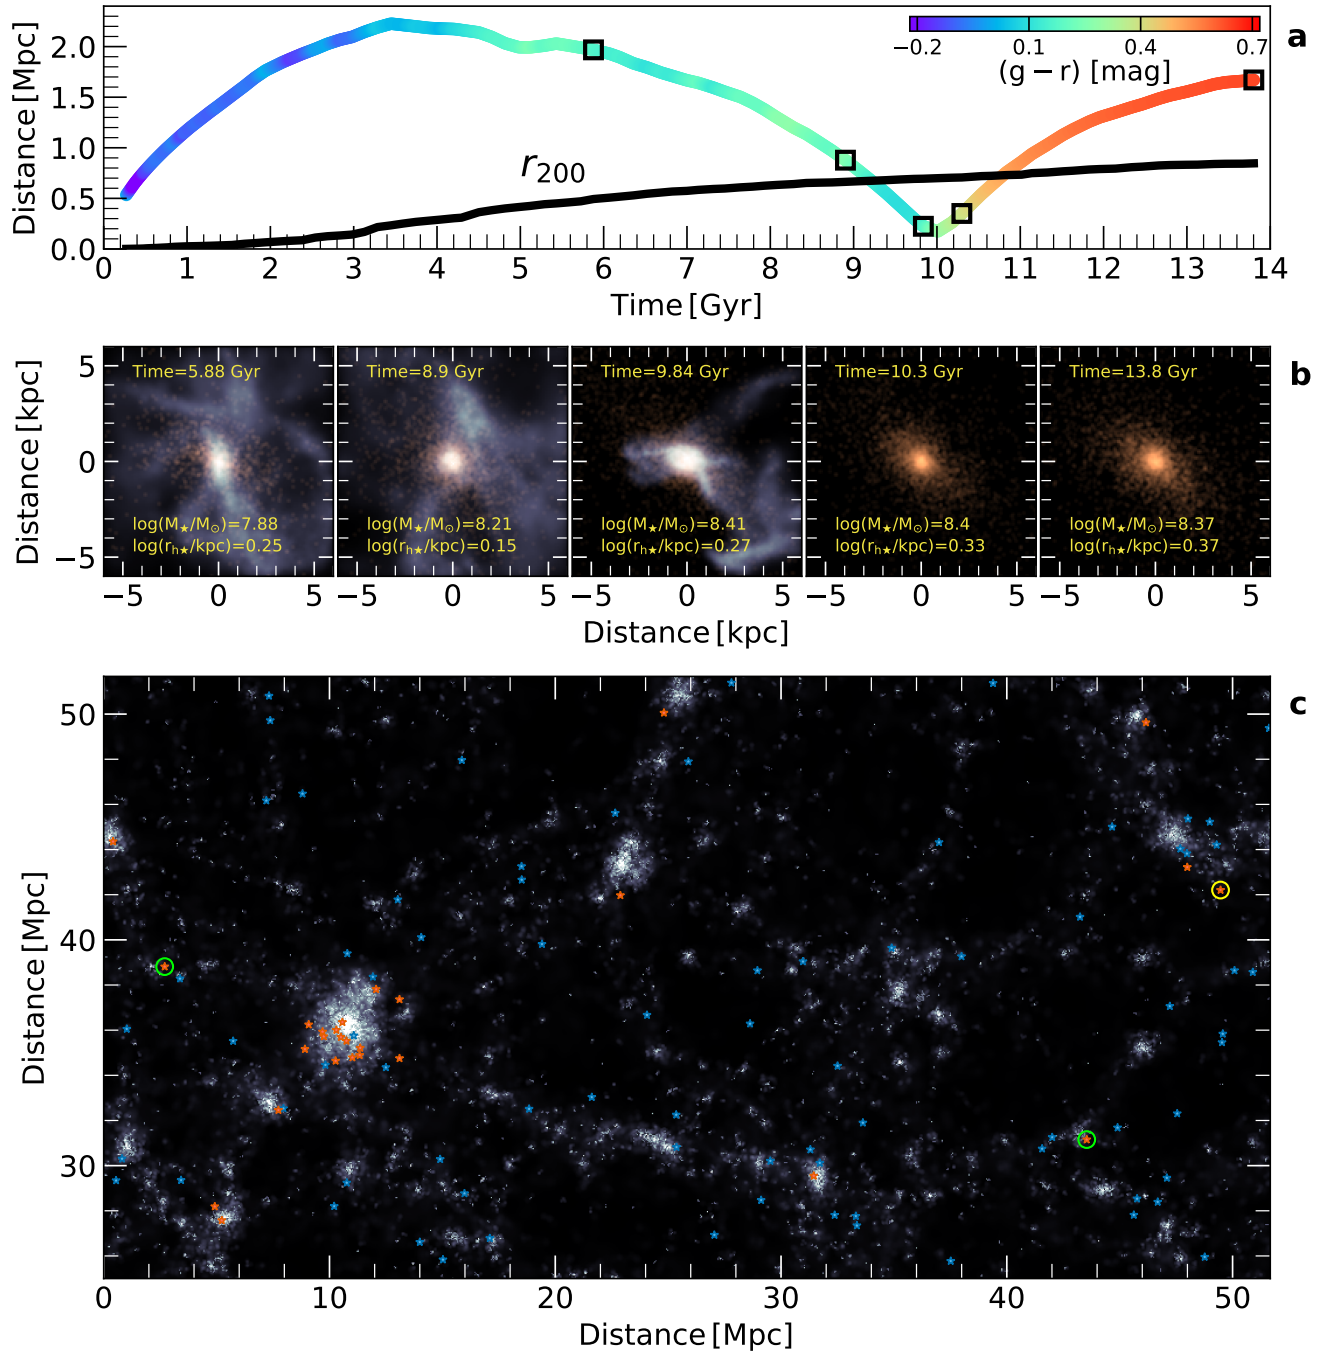 a
Distance [Mpc]
2.0
1.5
1.0
0.5
0.0
−0.2 0.1 0.4 0.7
(g − r) [mag]
r200
0 1 2 3 4 5 6 7 8 9 10 11 12 13 14
Time [Gyr]
b
Distance [kpc]
5
0
−5
Time=5.88 Gyr
log(M★/M⊙)=7.88
log(rh★/kpc)=0.25
Time=8.9 Gyr
log(M★/M⊙)=8.21
log(rh★/kpc)=0.15
Time=9.84 Gyr
log(M★/M⊙)=8.41
log(rh★/kpc)=0.27
Time=10.3 Gyr
log(M★/M⊙)=8.4
log(rh★/kpc)=0.33
Time=13.8 Gyr
log(M★/M⊙)=8.37
log(rh★/kpc)=0.37
−5 0 5 −5 0 5 −5 0 5 −5 0 5 −5 0 5
Distance [kpc]
c
Distance [Mpc]
50
40
30
0 10 20 30 40 50
Distance [Mpc]